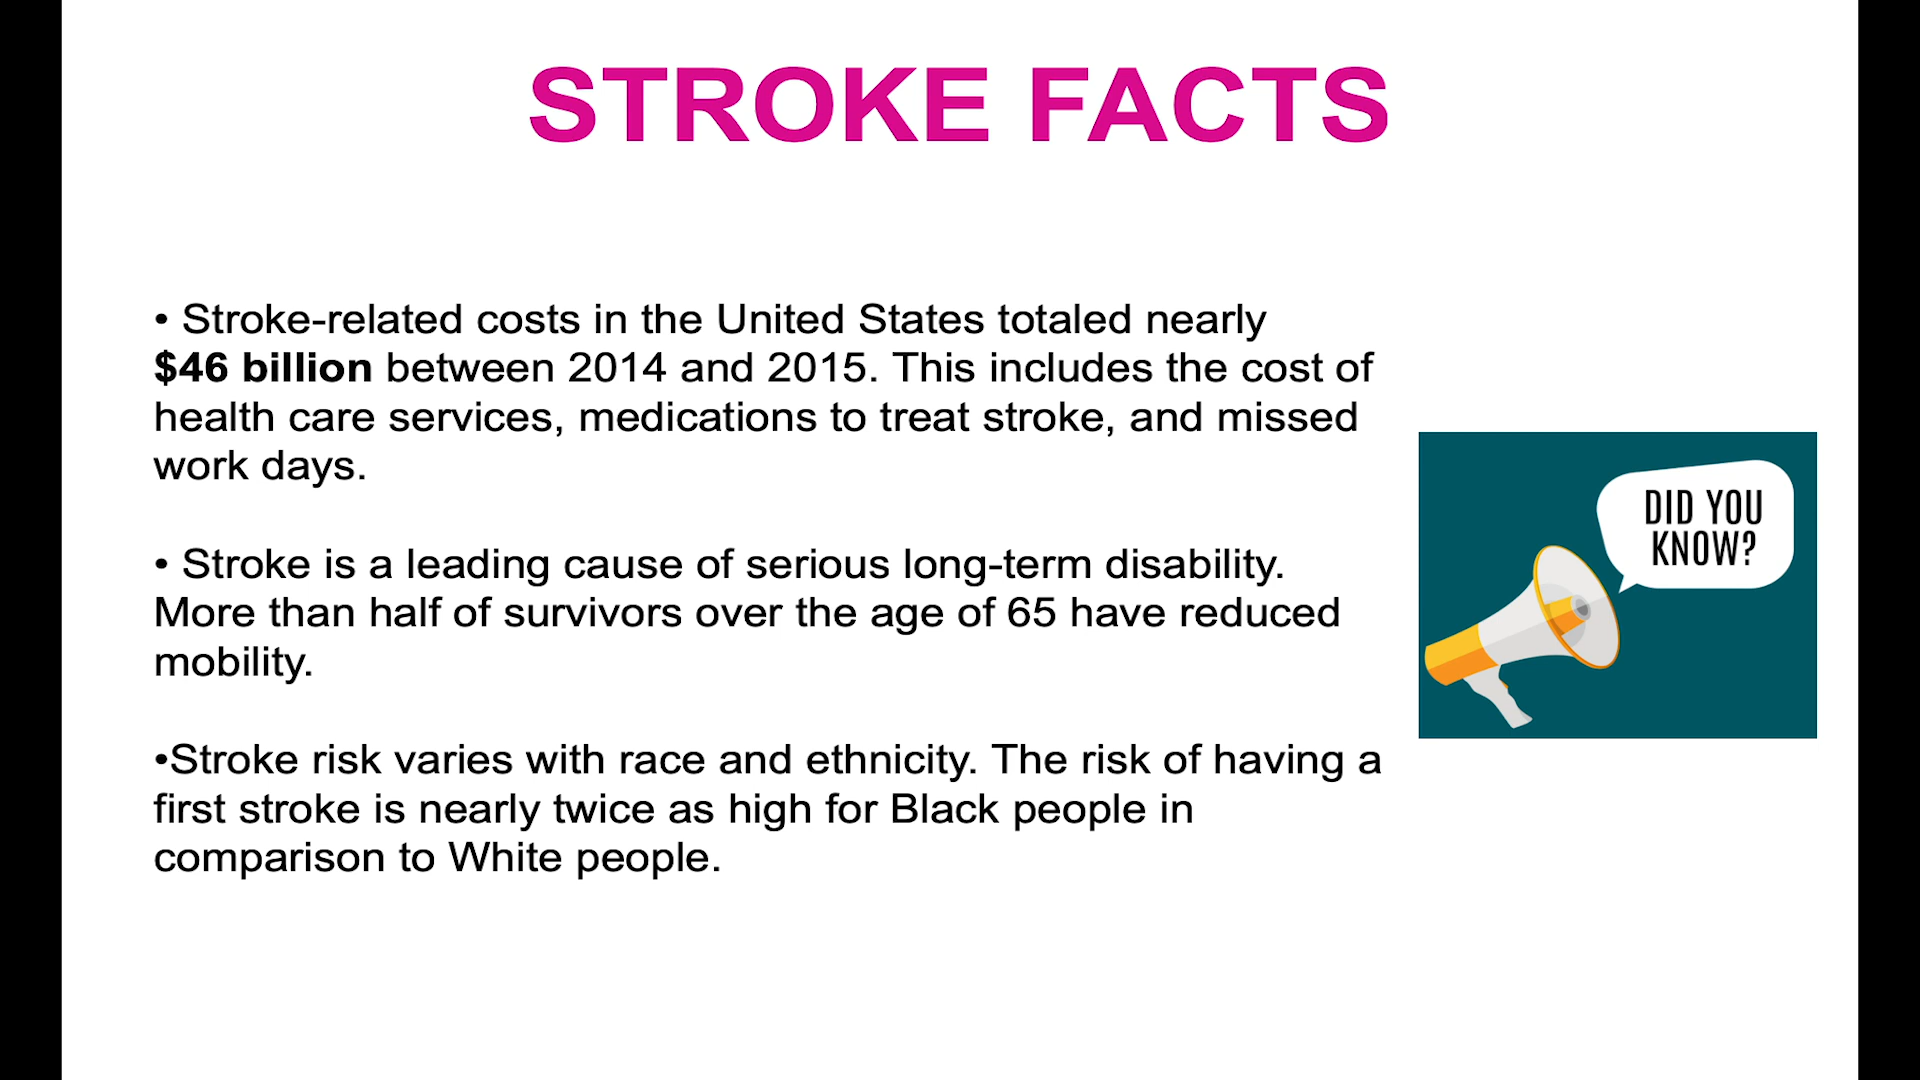 STROKE FACTS
• Stroke-related costs in the United States totaled nearly
$46 billion between 2014 and 2015. This includes the cost of
health care services, medications to treat stroke, and missed
work days.
• Stroke is a leading cause of serious long-term disability.
More than half of survivors over the age of 65 have reduced
mobility.
•Stroke risk varies with race and ethnicity. The risk of having a
first stroke is nearly twice as high for Black people in
comparison to White people.
DID YOU
KNOW?